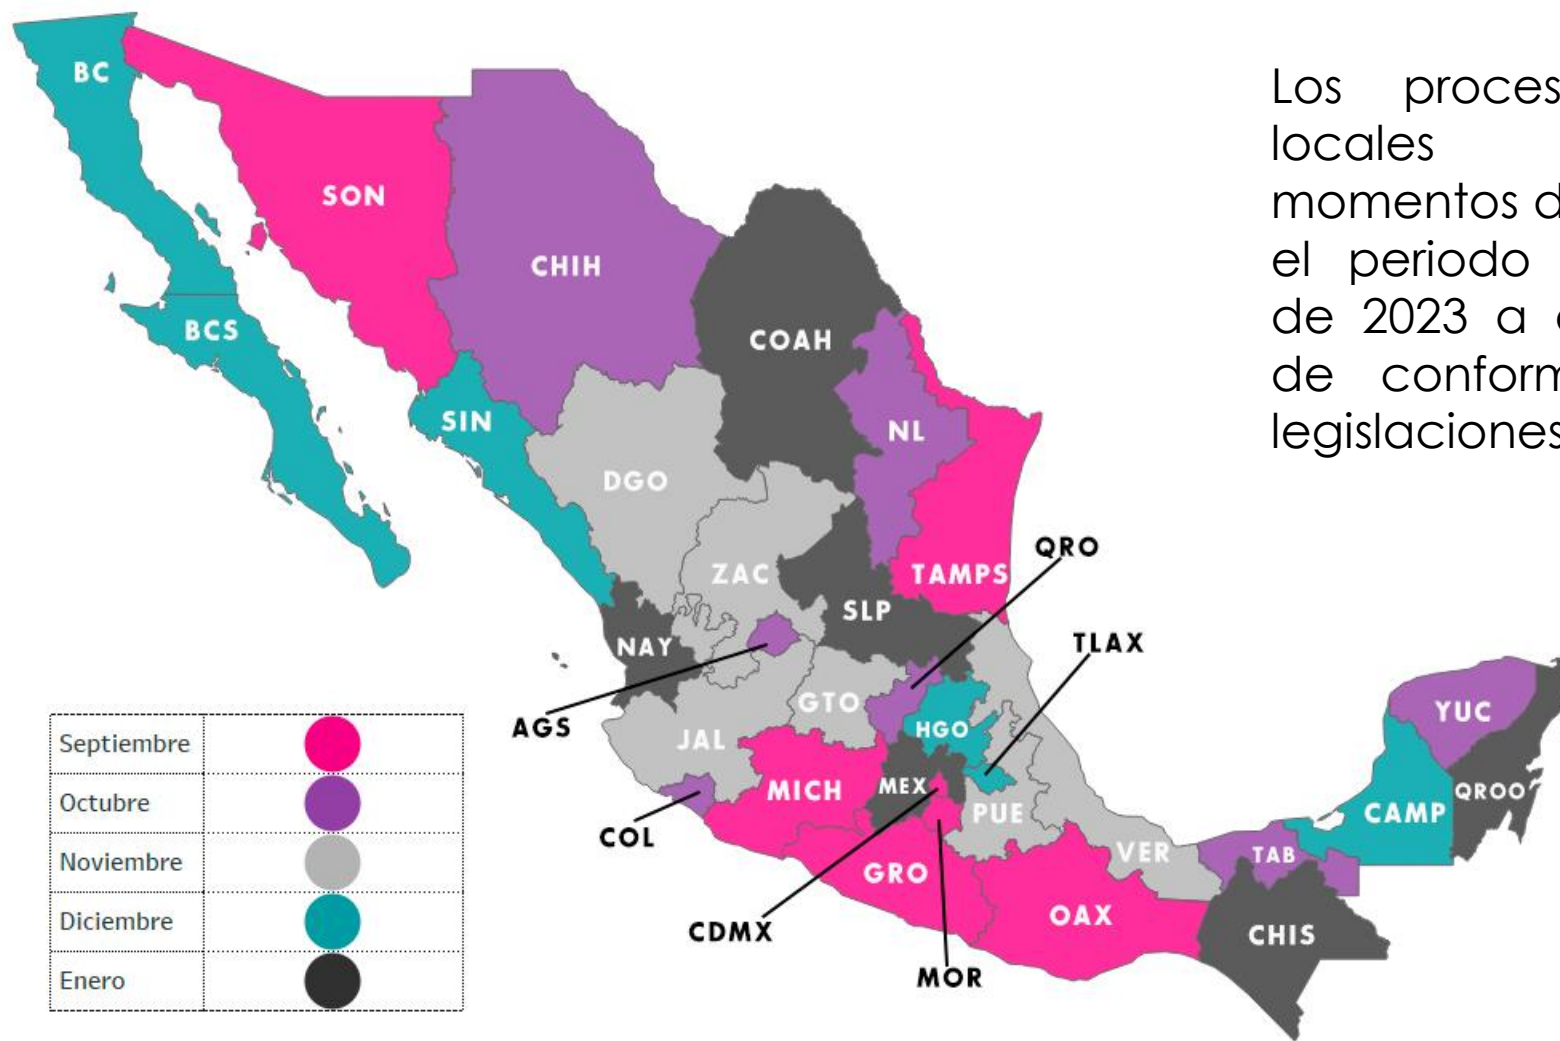 Los proces
locales
momentos d
el periodo
de 2023 a
de conform
legislaciones
BC
SON
CHIH
BCS
COAH
SIN
NL
DGO
QRO
ZAC
TAMPS
SLP
TLAX
NAY
GTO
YUC
AGS
JAL
HGO
MICH
MEX
QROO
PUE
CAMP
COL
VER
TAB
GRO
OAX
CDMX
CHIS
MOR
Septiembre
Octubre
Noviembre
Diciembre
Enero